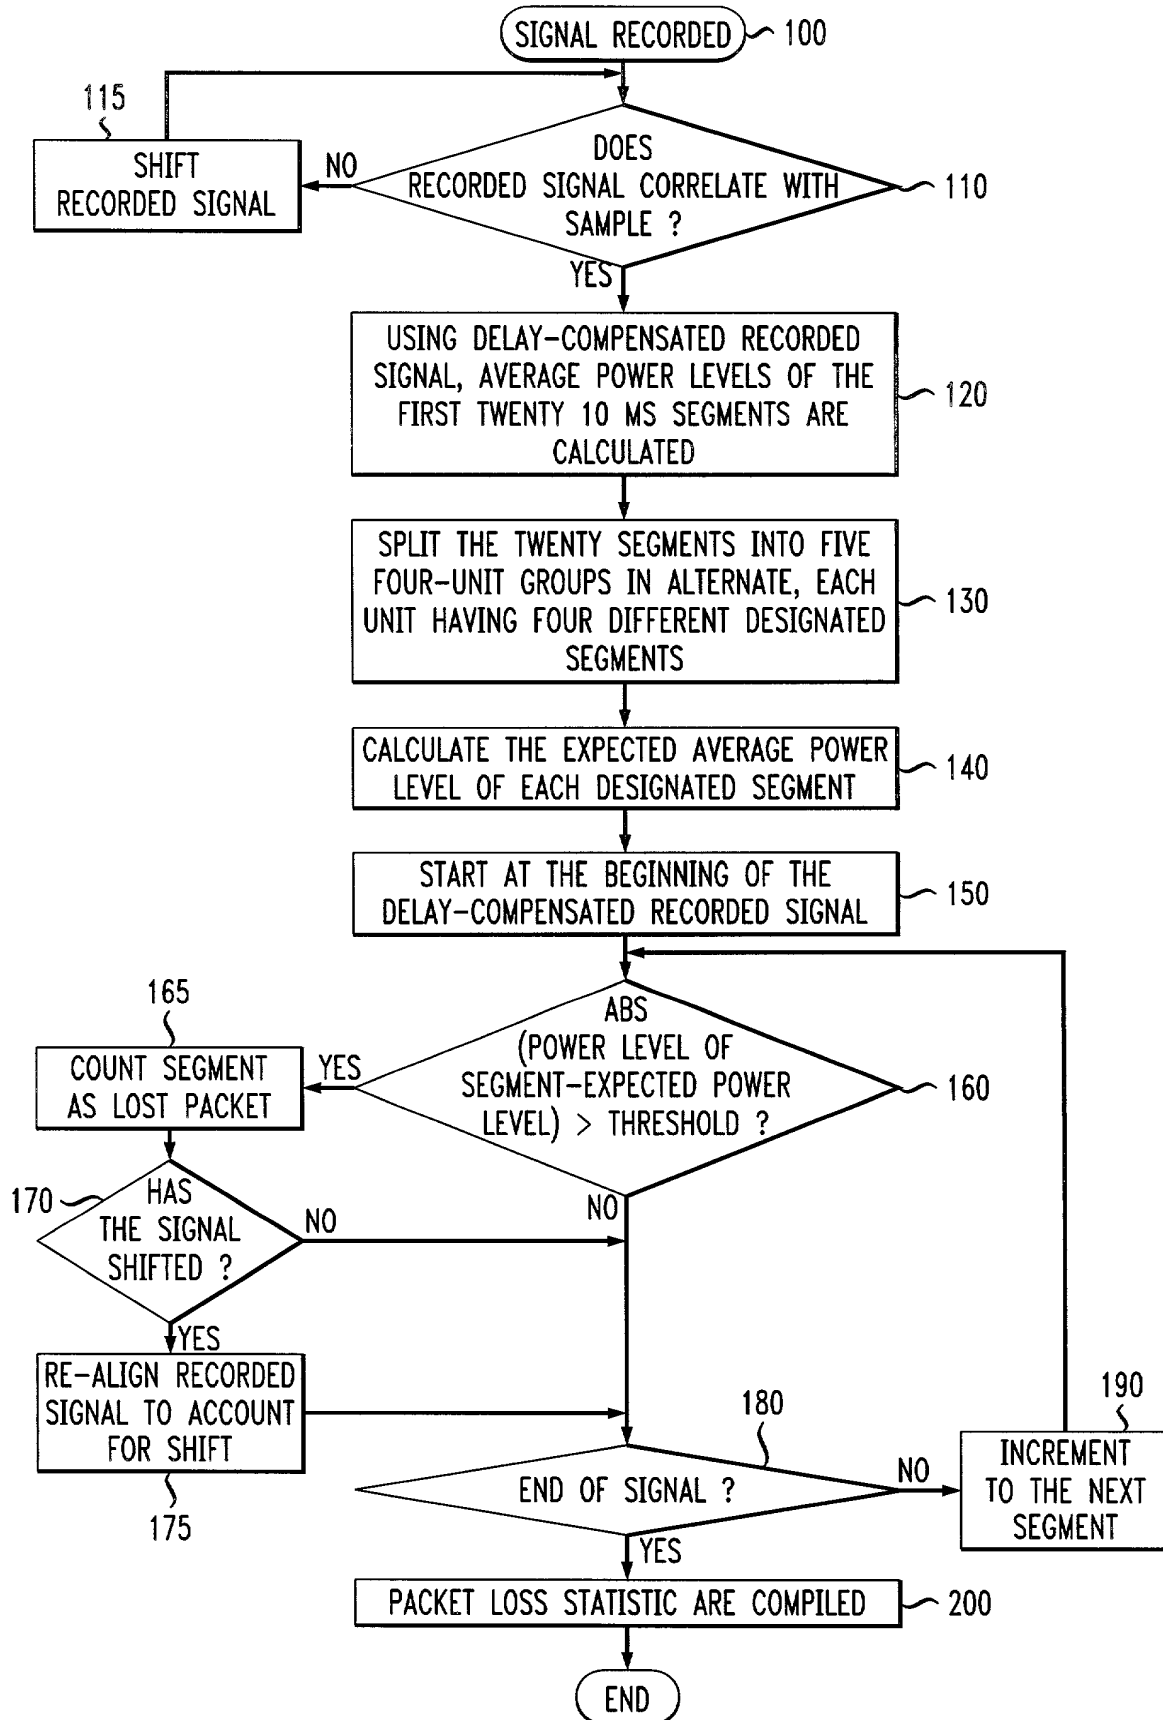 SIGNAL RECORDED
100
115
SHIFT
RECORDED SIGNAL
NO
DOES
RECORDED SIGNAL CORRELATE WITH
SAMPLE ?
110
YES
USING DELAY-COMPENSATED RECORDED
SIGNAL, AVERAGE POWER LEVELS OF THE
FIRST TWENTY 10 MS SEGMENTS ARE
CALCULATED
120
SPLIT THE TWENTY SEGMENTS INTO FIVE
FOUR-UNIT GROUPS IN ALTERNATE, EACH
UNIT HAVING FOUR DIFFERENT DESIGNATED
SEGMENTS
130
CALCULATE THE EXPECTED AVERAGE POWER
LEVEL OF EACH DESIGNATED SEGMENT
140
START AT THE BEGINNING OF THE
DELAY-COMPENSATED RECORDED SIGNAL
150
165
COUNT SEGMENT
AS LOST PACKET
YES
ABS
(POWER LEVEL OF
SEGMENT-EXPECTED POWER
LEVEL) > THRESHOLD ?
160
NO
170
HAS
THE SIGNAL
SHIFTED ?
NO
YES
RE-ALIGN RECORDED
SIGNAL TO ACCOUNT
FOR SHIFT
175
180
END OF SIGNAL ?
NO
190
INCREMENT
TO THE NEXT
SEGMENT
YES
PACKET LOSS STATISTIC ARE COMPILED
200
END